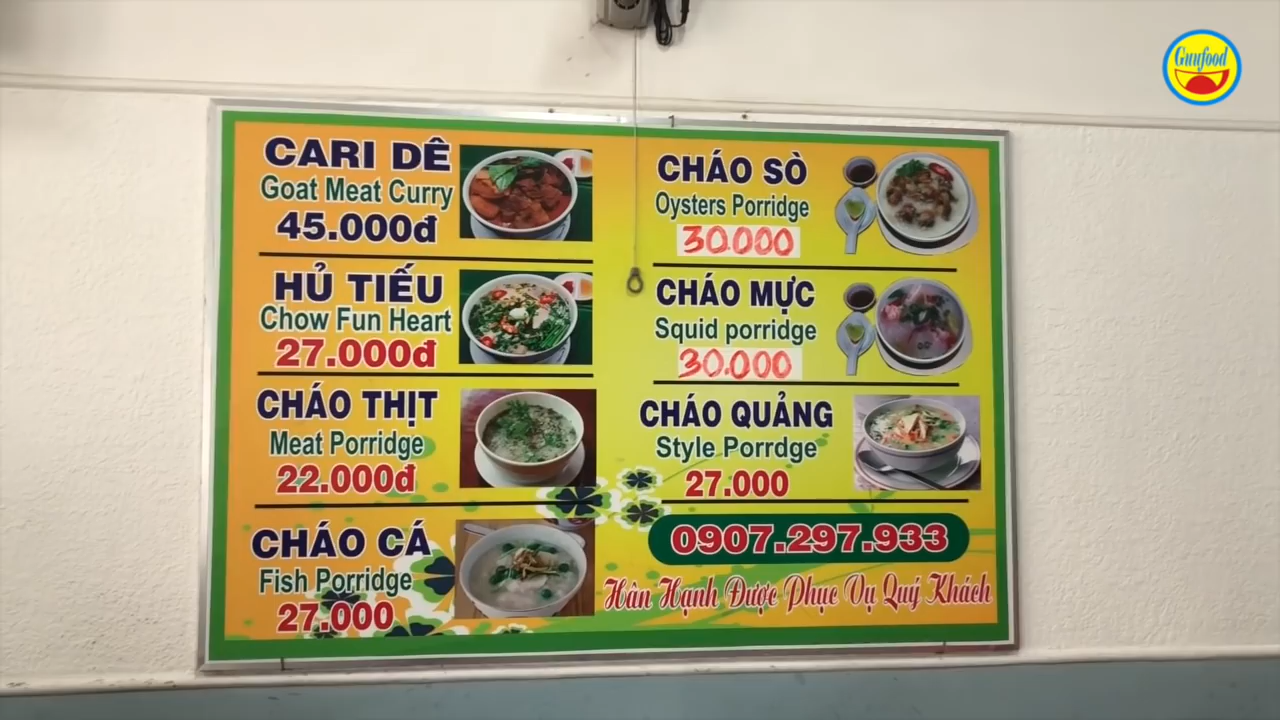 Guufood
CARI DÊ
Goat Meat Curry
45.000đ
HỦ TIẾU
Chow Fun Heart
27.000đ
CHÁO THỊT
Meat Porridge
22.000đ
CHÁO CÁ
Fish Porridge
27.000
CHÁO SÒ
Oysters Porridge
30.000
CHÁO MỰC
Squid porridge
30.000
CHÁO QUẢNG
Style Porrdge
27.000
0907.297.933
Hân Hạnh Được Phục Vụ Quý Khách